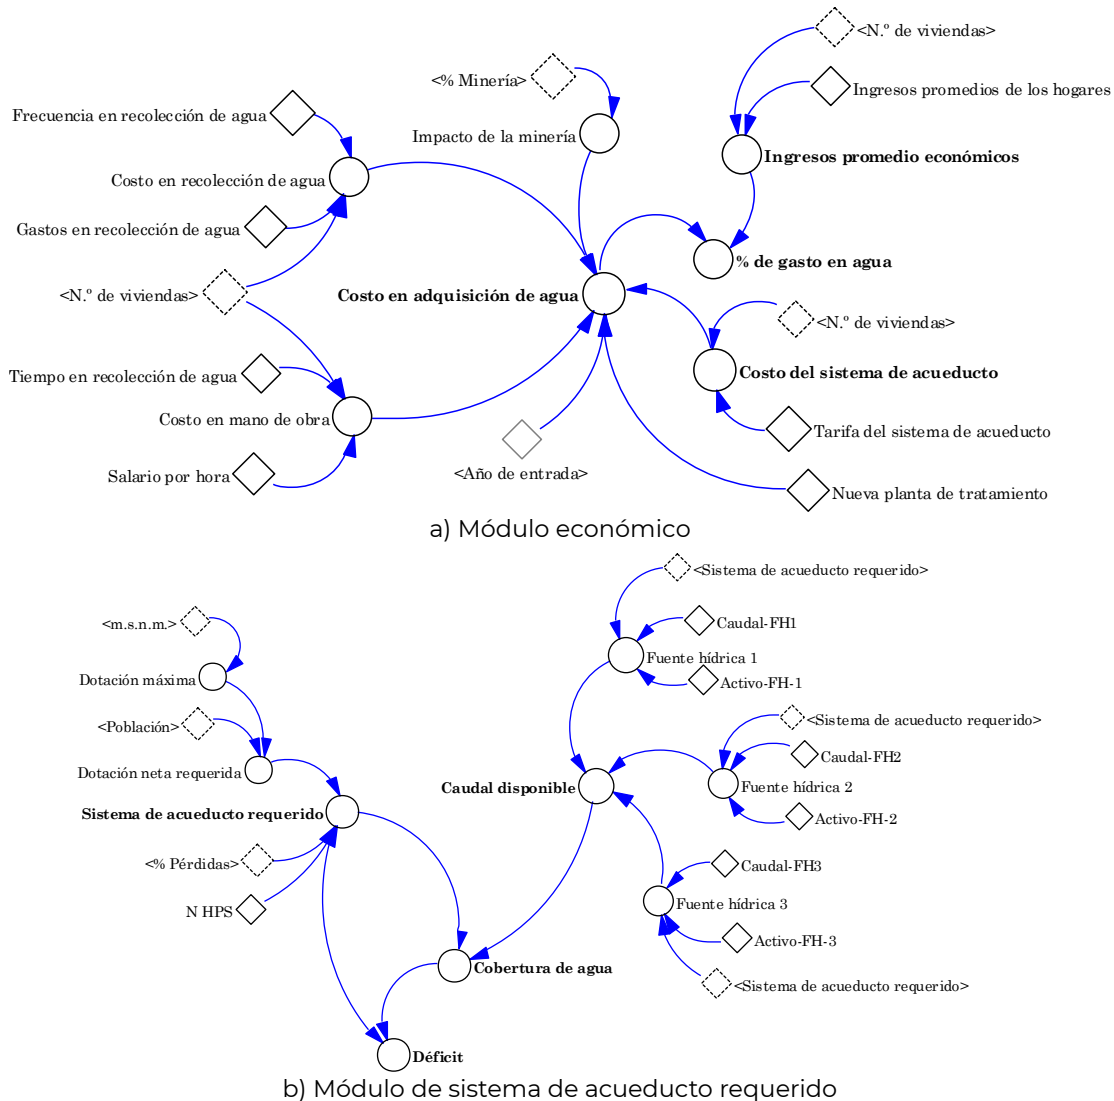 <N.º de viviendas>
<% Minería>
Ingresos promedios de los hogares
Frecuencia en recolección de agua
Impacto de la minería
Ingresos promedio económicos
Costo en recolección de agua
Gastos en recolección de agua
% de gasto en agua
<N.º de viviendas>
Costo en adquisición de agua
<N.º de viviendas>
Tiempo en recolección de agua
Costo del sistema de acueducto
Costo en mano de obra
Tarifa del sistema de acueducto
<Año de entrada>
Salario por hora
Nueva planta de tratamiento
a) Módulo económico
<Sistema de acueducto requerido>
<m.s.n.m.>
Caudal-FH1
Fuente hídrica 1
Dotación máxima
Activo-FH-1
<Población>
<Sistema de acueducto requerido>
Caudal-FH2
Dotación neta requerida
Caudal disponible
Fuente hídrica 2
Sistema de acueducto requerido
Activo-FH-2
<% Pérdidas>
Caudal-FH3
N HPS
Fuente hídrica 3
Activo-FH-3
Cobertura de agua
<Sistema de acueducto requerido>
Déficit
b) Módulo de sistema de acueducto requerido